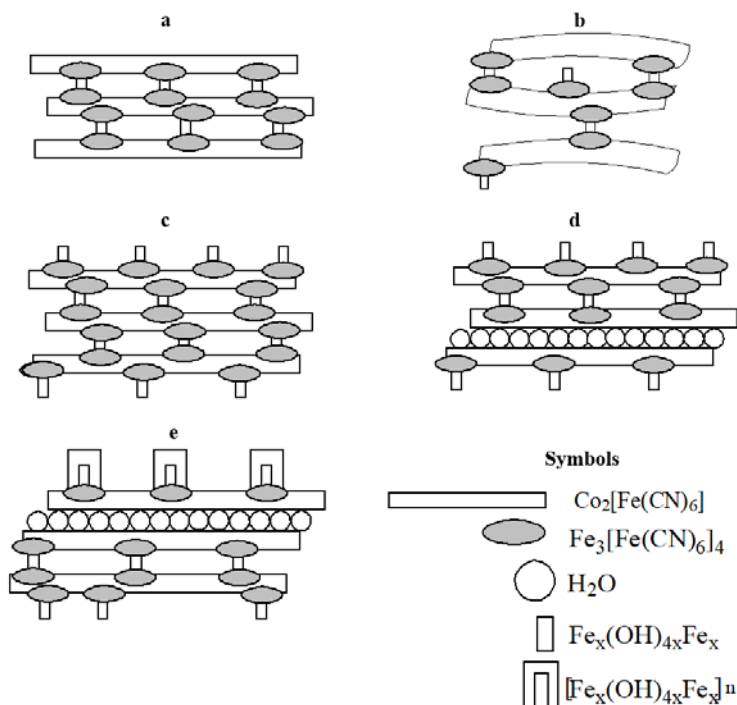 a
b
c
d
e
Symbols
Co₂[Fe(CN)₆]
Fe₃[Fe(CN)₆]₄
H₂O
Feₓ(OH)₄ₓFeₓ
[Feₓ(OH)₄ₓFeₓ]ⁿ